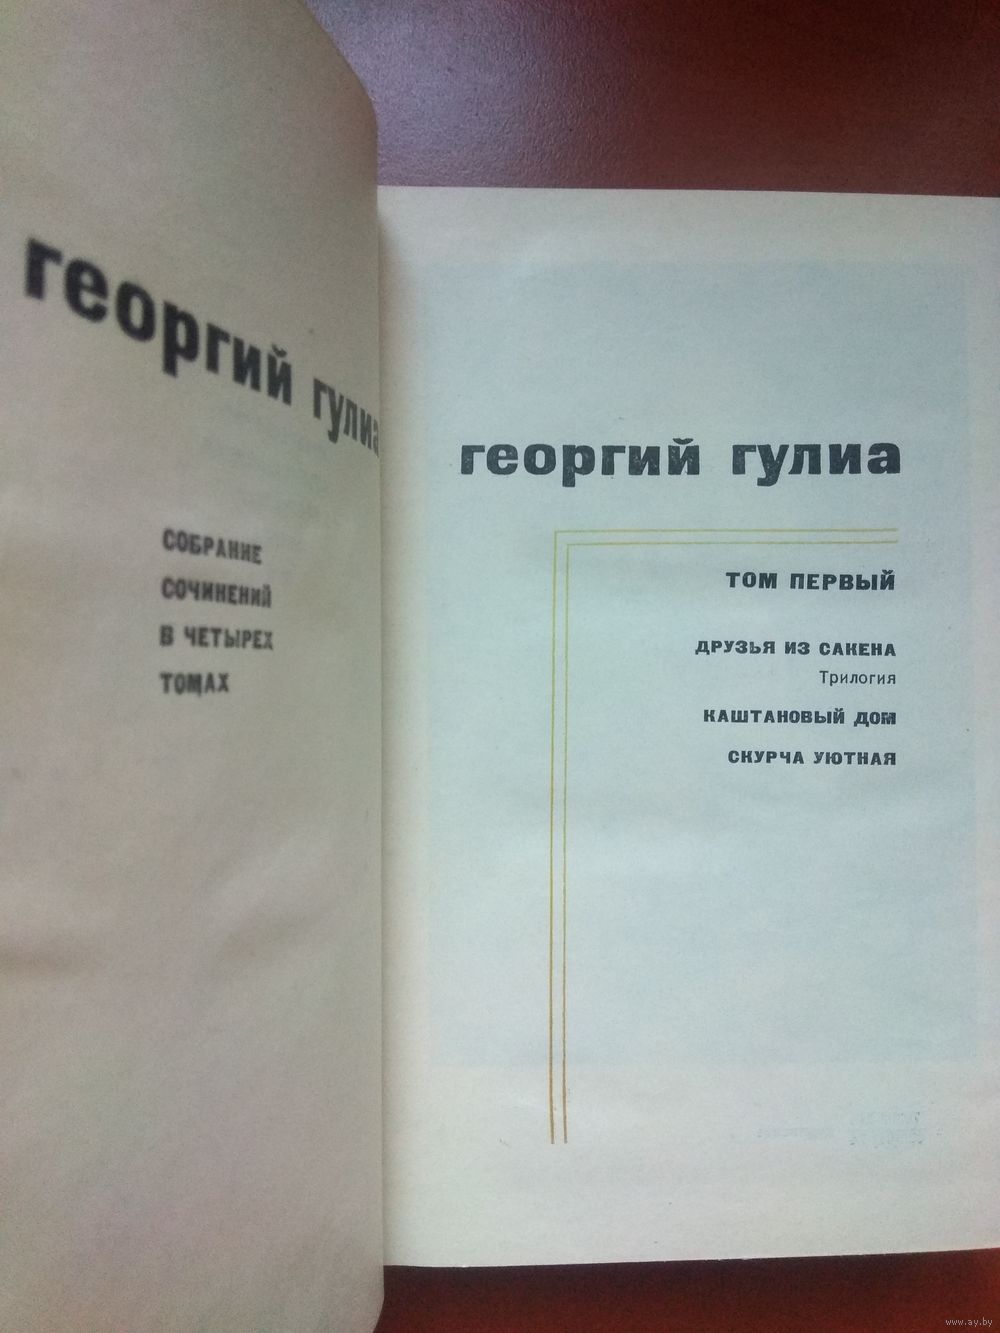 георгий гулиа
СОБРАНИЕ
СОЧИНЕНИЙ
В ЧЕТЫРЕХ
ТОМАХ
георгий гулиа
ТОМ ПЕРВЫЙ
ДРУЗЬЯ ИЗ САКЕНА
Трилогия
КАШТАНОВЫЙ ДОМ
СКУРЧА УЮТНАЯ
www.ay.by